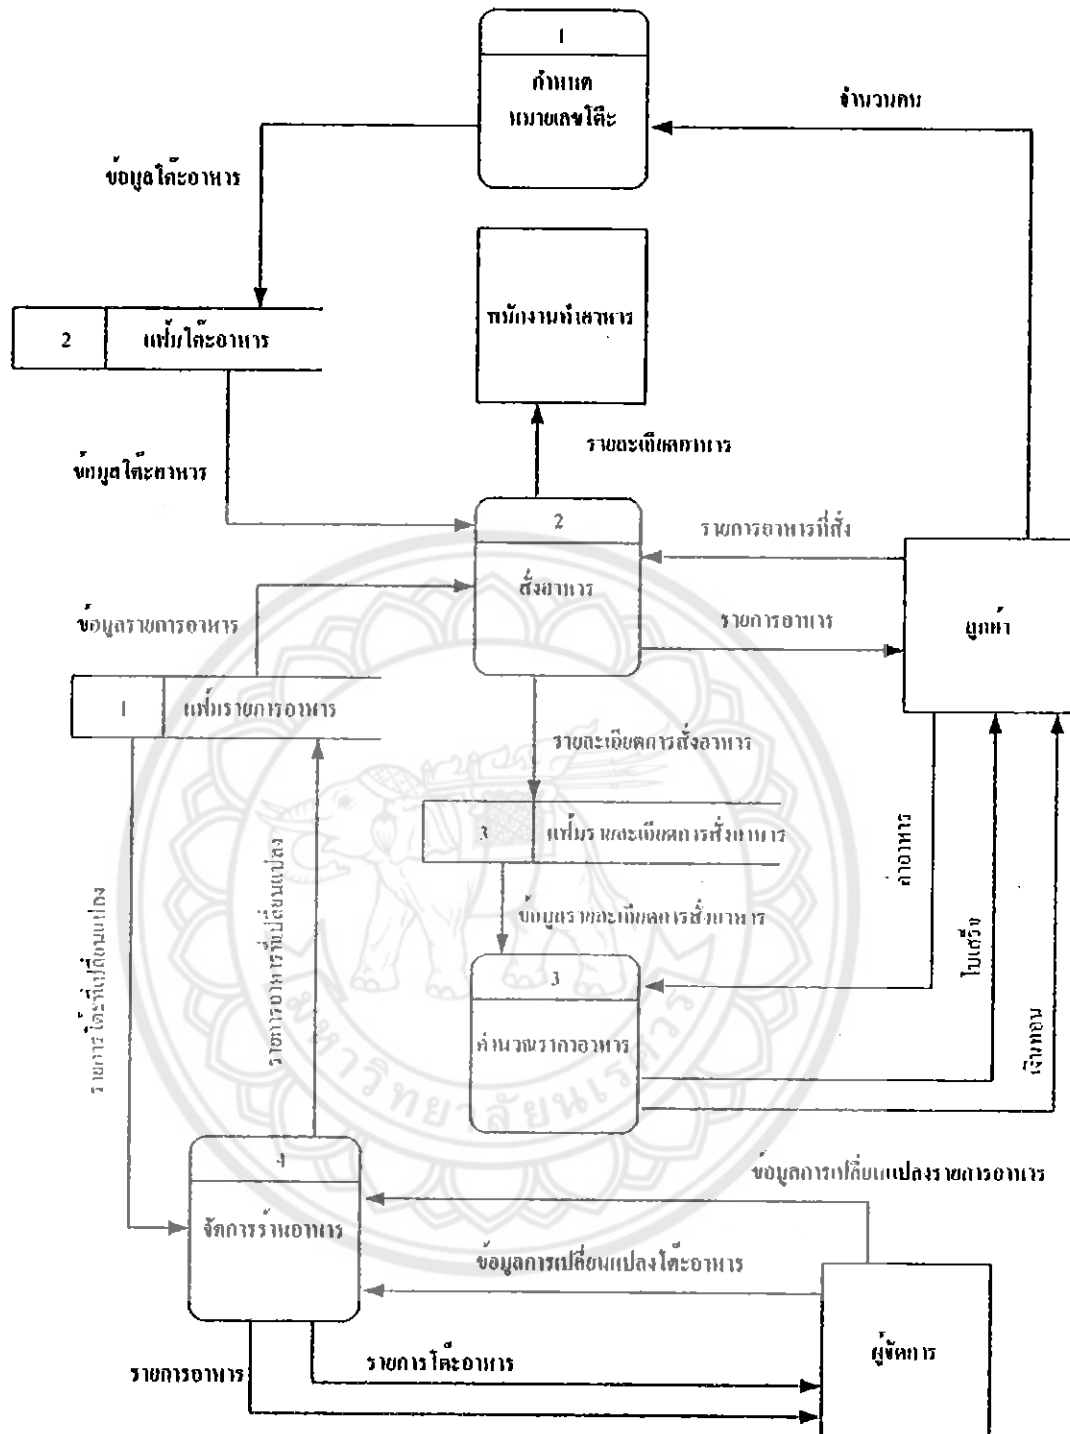 1
กำหนด
หมายเลขโต๊ะ
จำนวนคน
ข้อมูลโต๊ะอาหาร
พนักงานทำอาหาร
2
แฟ้มโต๊ะอาหาร
รายละเอียดอาหาร
ข้อมูลโต๊ะอาหาร
2
สั่งอาหาร
รายการอาหารที่สั่ง
รายการอาหาร
ลูกค้า
ข้อมูลรายการอาหาร
1
แฟ้มรายการอาหาร
รายละเอียดการสั่งอาหาร
3
แฟ้มรายละเอียดการสั่งอาหาร
ค่าอาหาร
ใบเสร็จ
เงินทอน
รายการโต๊ะที่เปลี่ยนแปลง
รายการอาหารที่เปลี่ยนแปลง
ข้อมูลรายละเอียดการสั่งอาหาร
3
คำนวณราคาอาหาร
มหาวิทยาลัยนเรศวร
4
จัดการร้านอาหาร
ข้อมูลการเปลี่ยนแปลงรายการอาหาร
ข้อมูลการเปลี่ยนแปลงโต๊ะอาหาร
ผู้จัดการ
รายการโต๊ะอาหาร
รายการอาหาร